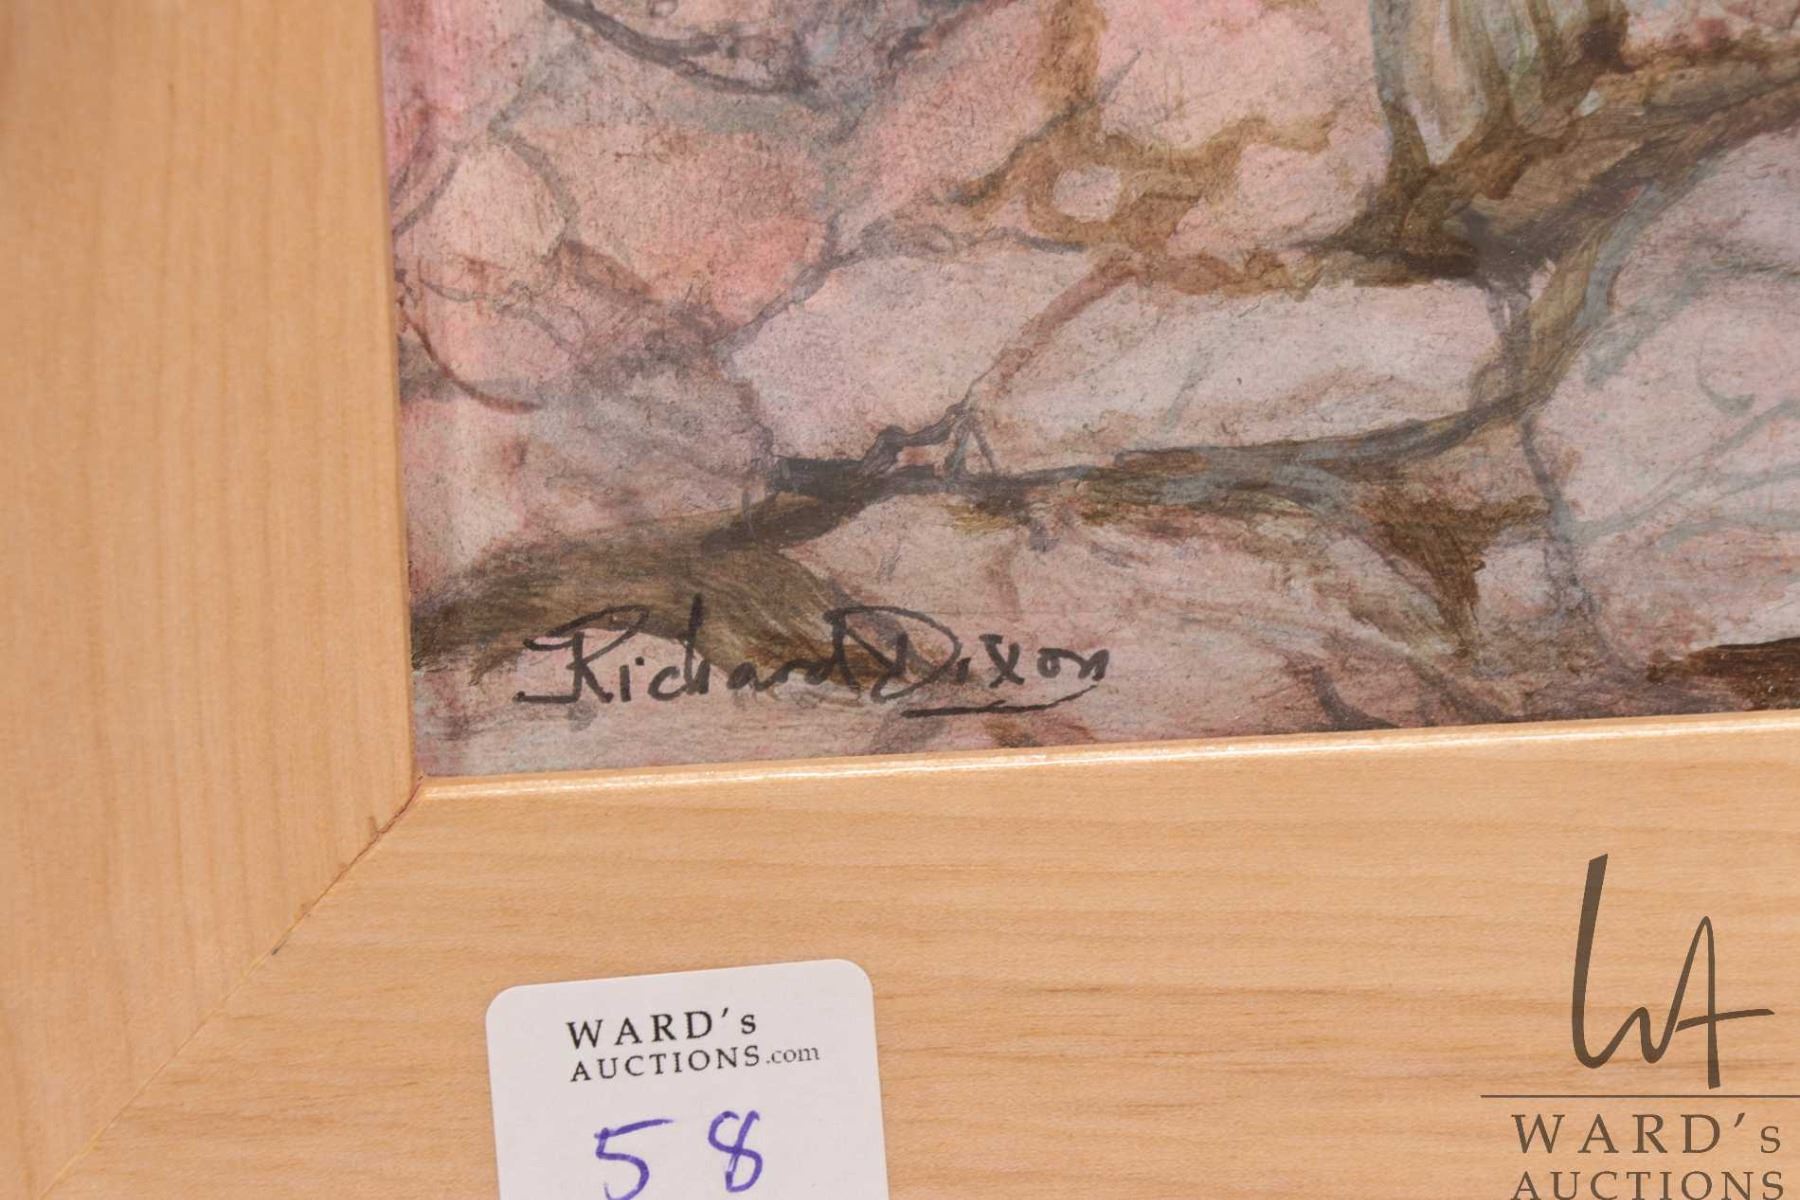 Richard Dixon
WARD's
AUCTIONS.com
58
WARD's
AUCTIONS